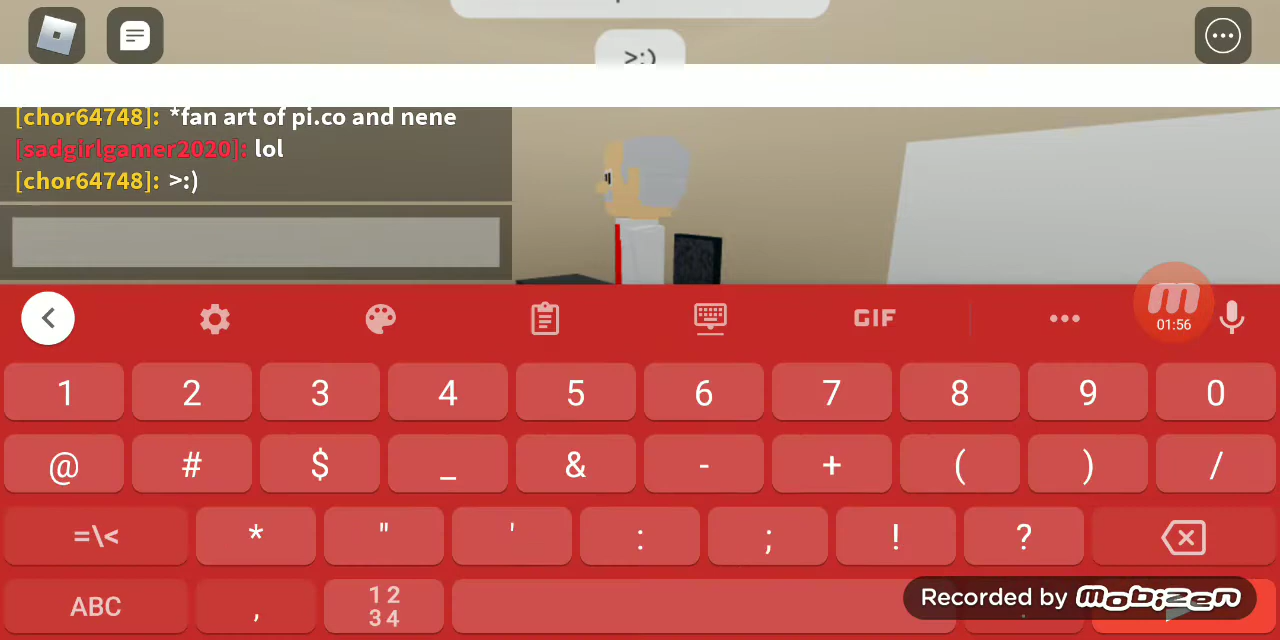 >:)
[chor64748]: *fan art of pi.co and nene
[sadgirlgamer2020]: lol
[chor64748]: >:)
GIF
01:56
1 2 3 4 5 6 7 8 9 0
@ # $ _ & - + ( ) /
=\< * " ' : ; ! ?
ABC , 1 2 3 4 .
Recorded by mobizen